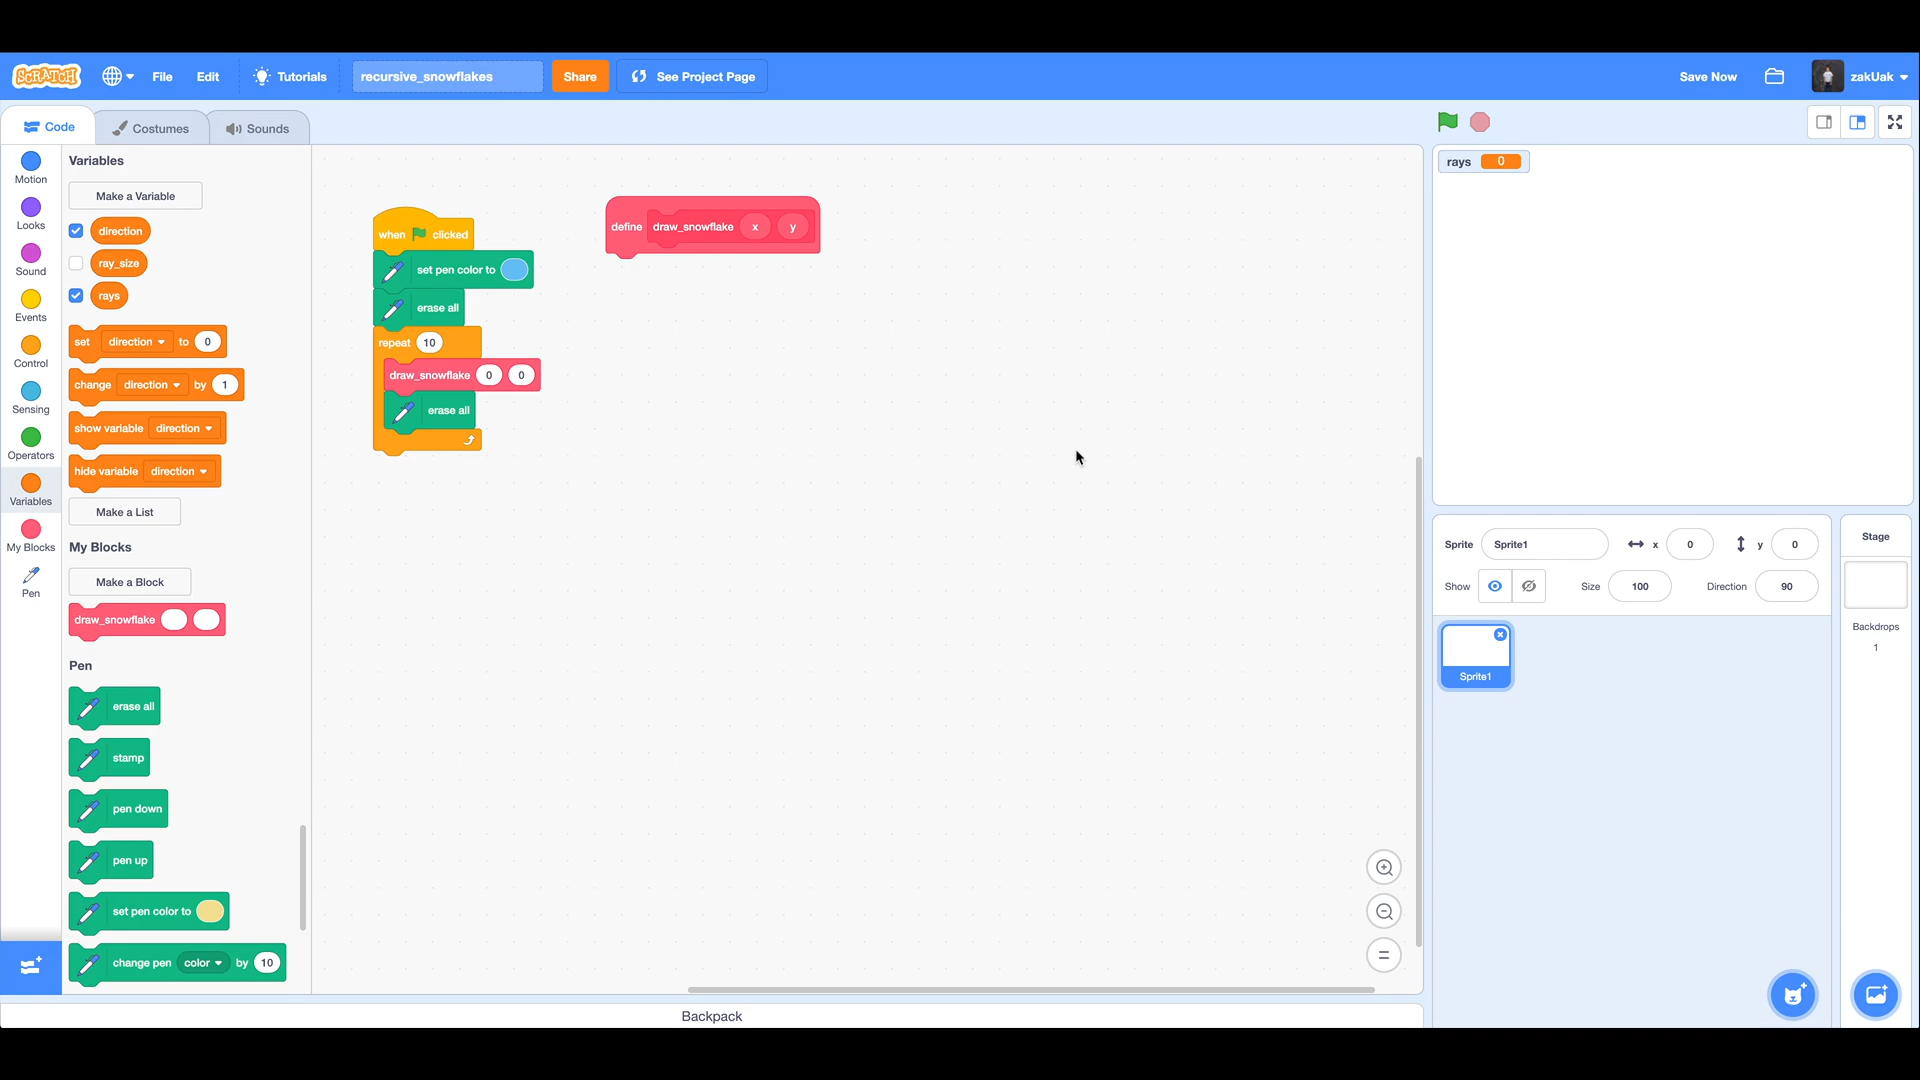 SCRATCH File Edit Tutorials recursive_snowflakes Share See Project Page Save Now zakUak
Code Costumes Sounds
Motion
Looks
Sound
Events
Control
Sensing
Operators
Variables
My Blocks
Pen
Variables
Make a Variable
direction
ray_size
rays
set direction to 0
change direction by 1
show variable direction
hide variable direction
Make a List
My Blocks
Make a Block
draw_snowflake
Pen
erase all
stamp
pen down
pen up
set pen color to
change pen color by 10
when clicked
set pen color to
erase all
repeat 10
draw_snowflake 0 0
erase all
define draw_snowflake x y
Backpack
rays 0
Sprite Sprite1 x 0 y 0
Show Size 100 Direction 90
Sprite1
Stage
Backdrops
1